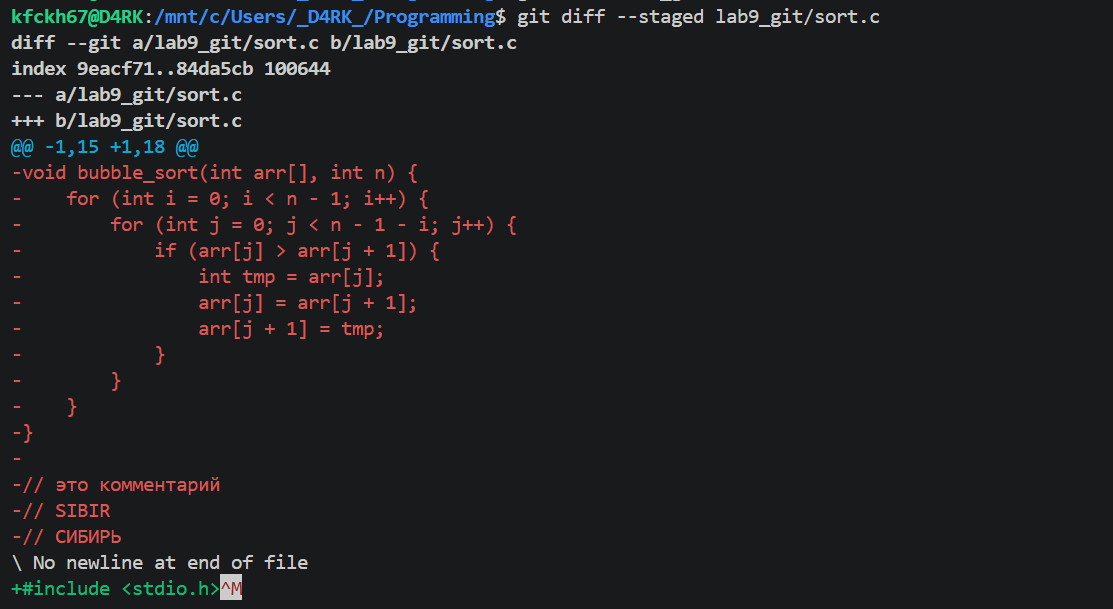 kfckh67@D4RK:/mnt/c/Users/_D4RK_/Programming$ git diff --staged lab9_git/sort.c
diff --git a/lab9_git/sort.c b/lab9_git/sort.c
index 9eacf71..84da5cb 100644
--- a/lab9_git/sort.c
+++ b/lab9_git/sort.c
@@ -1,15 +1,18 @@
-void bubble_sort(int arr[], int n) {
-    for (int i = 0; i < n - 1; i++) {
-        for (int j = 0; j < n - 1 - i; j++) {
-            if (arr[j] > arr[j + 1]) {
-                int tmp = arr[j];
-                arr[j] = arr[j + 1];
-                arr[j + 1] = tmp;
-            }
-        }
-    }
-}
-
-// это комментарий
-// SIBIR
-// СИБИРЬ
\ No newline at end of file
+#include <stdio.h>^M